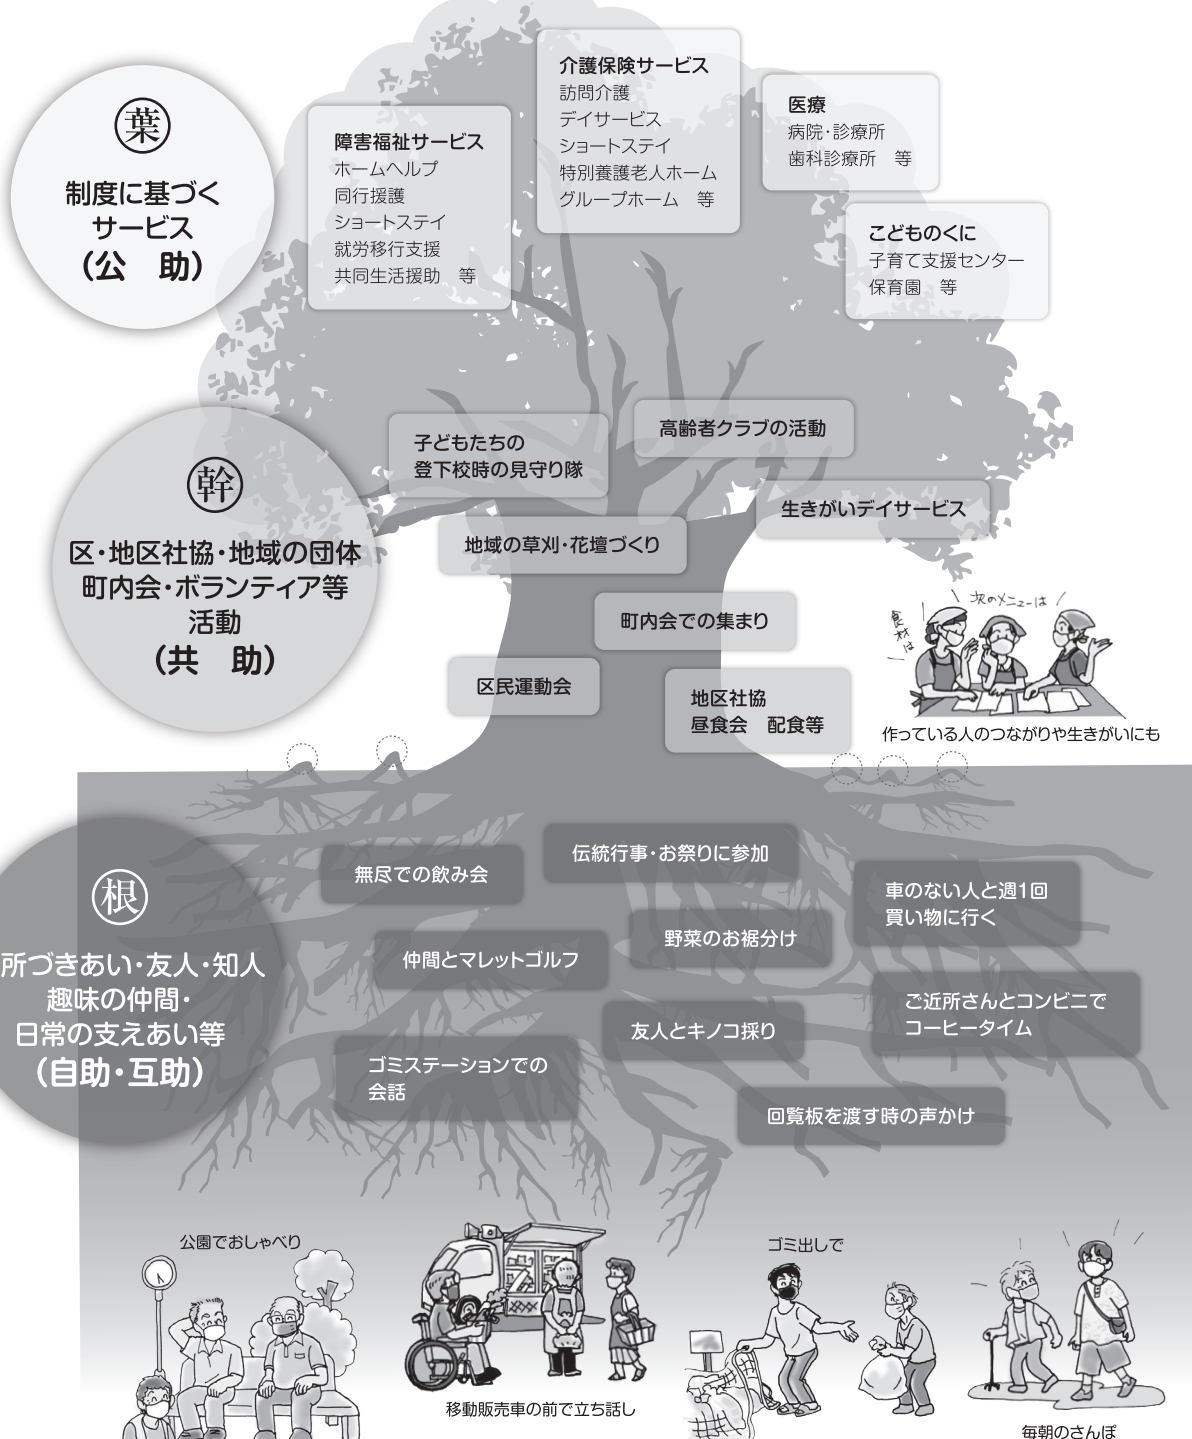 葉
制度に基づく
サービス
(公　助)
障害福祉サービス
ホームヘルプ
同行援護
ショートステイ
就労移行支援
共同生活援助　等
介護保険サービス
訪問介護
デイサービス
ショートステイ
特別養護老人ホーム
グループホーム　等
医療
病院・診療所
歯科診療所　等
こどものくに
子育て支援センター
保育園　等
幹
区・地区社協・地域の団体
町内会・ボランティア等
活動
(共　助)
子どもたちの
登下校時の見守り隊
高齢者クラブの活動
生きがいデイサービス
地域の草刈・花壇づくり
町内会での集まり
区民運動会
地区社協
昼食会　配食等
食材は
次のメニューは
作っている人のつながりや生きがいにも
根
所づきあい・友人・知人
趣味の仲間・
日常の支えあい等
(自助・互助)
無尽での飲み会
伝統行事・お祭りに参加
車のない人と週1回
買い物に行く
野菜のお裾分け
仲間とマレットゴルフ
ご近所さんとコンビニで
コーヒータイム
友人とキノコ採り
ゴミステーションでの
会話
回覧板を渡す時の声かけ
公園でおしゃべり
移動販売車の前で立ち話し
ゴミ出しで
毎朝のさんぽ